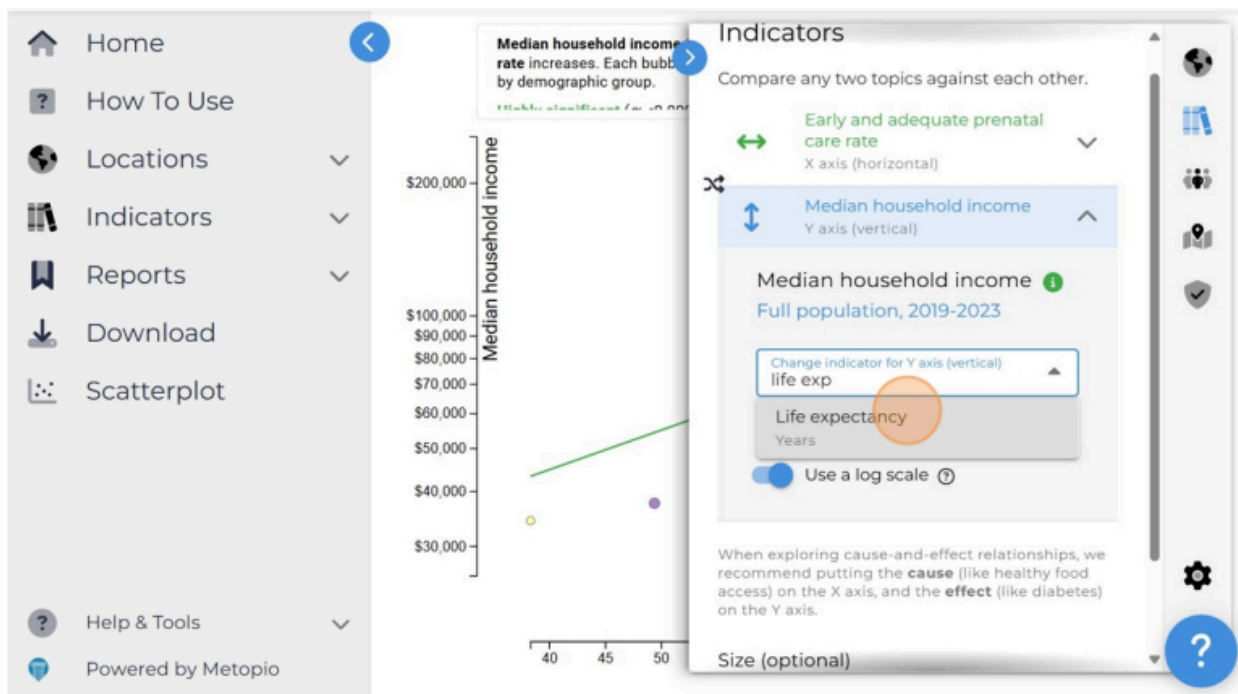 Home
How To Use
Locations
Indicators
Reports
Download
Scatterplot
Help & Tools
Powered by Metopio
Median household income
rate increases. Each
by demographic group.
Highly significant
Median household income
$200,000
$100,000
$90,000
$80,000
$70,000
$60,000
$50,000
$40,000
$30,000
40
45
50
Indicators
Compare any two topics against each other.
Early and adequate prenatal
care rate
X axis (horizontal)
Median household income
Y axis (vertical)
Median household income
Full population, 2019-2023
Change indicator for Y axis (vertical)
life exp
Life expectancy
Years
Use a log scale
When exploring cause-and-effect relationships, we
recommend putting the cause (like healthy food
access) on the X axis, and the effect (like diabetes)
on the Y axis.
Size (optional)